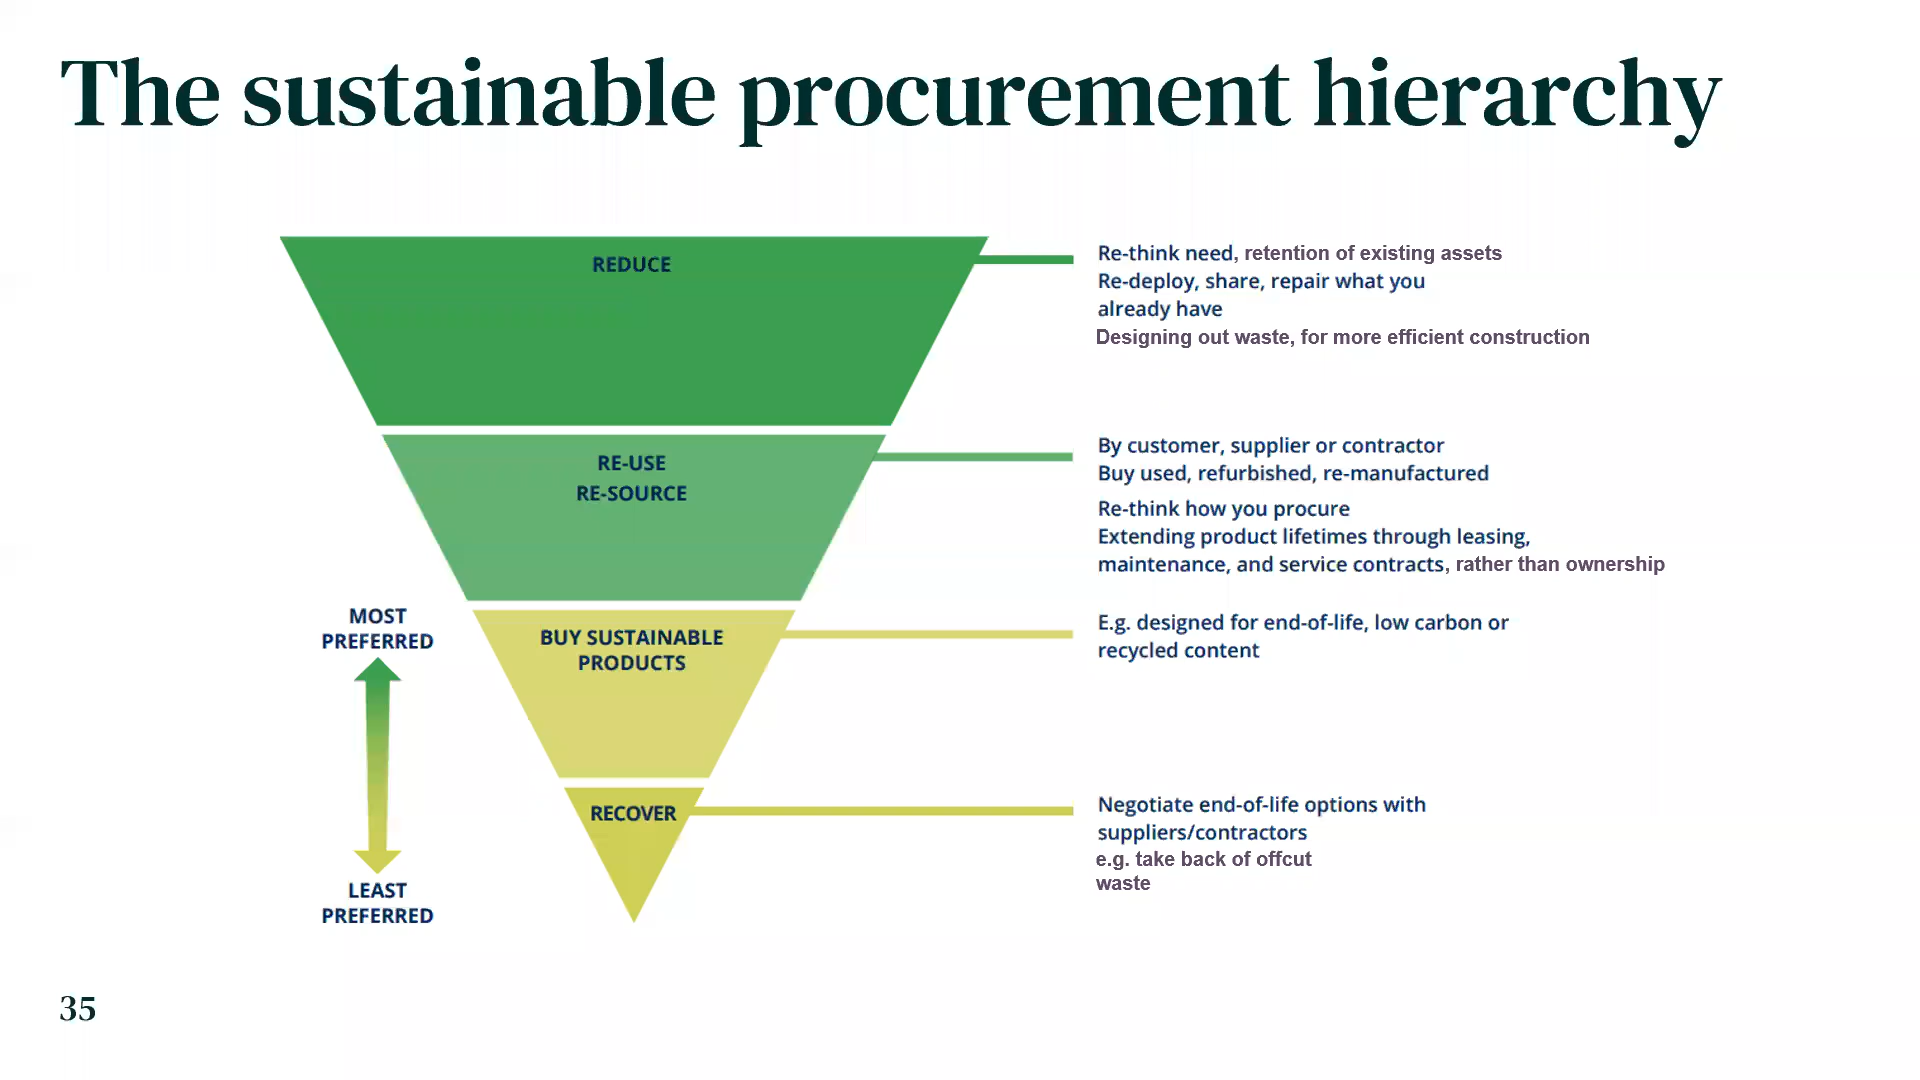 The sustainable procurement hierarchy
REDUCE
Re-think need, retention of existing assets
Re-deploy, share, repair what you
already have
Designing out waste, for more efficient construction
RE-USE
RE-SOURCE
By customer, supplier or contractor
Buy used, refurbished, re-manufactured
Re-think how you procure
Extending product lifetimes through leasing,
maintenance, and service contracts, rather than ownership
BUY SUSTAINABLE
PRODUCTS
E.g. designed for end-of-life, low carbon or
recycled content
RECOVER
Negotiate end-of-life options with
suppliers/contractors
e.g. take back of offcut
waste
MOST
PREFERRED
LEAST
PREFERRED
35